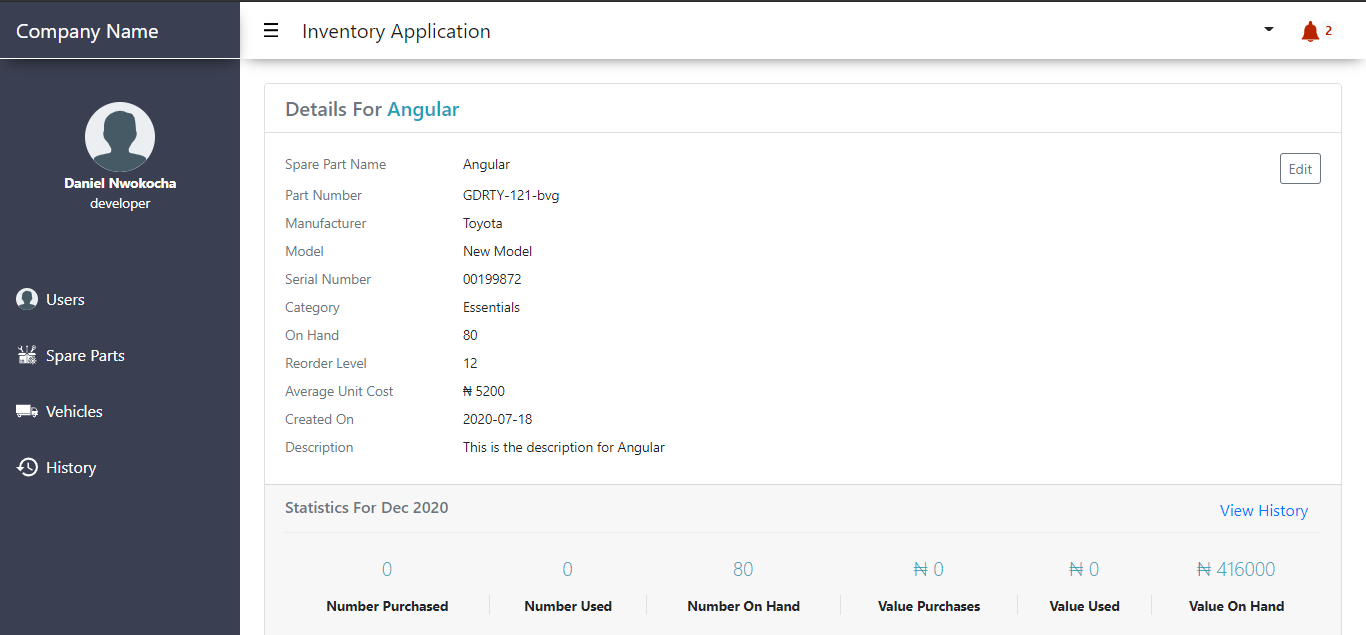 Company Name
Inventory Application
2
Daniel Nwokocha
developer
Users
Spare Parts
Vehicles
History
Details For Angular
Edit
Spare Part Name Angular
Part Number GDRTY-121-bvg
Manufacturer Toyota
Model New Model
Serial Number 00199872
Category Essentials
On Hand 80
Reorder Level 12
Average Unit Cost ₦ 5200
Created On 2020-07-18
Description This is the description for Angular
Statistics For Dec 2020
View History
0 0 80 ₦ 0 ₦ 0 ₦ 416000
Number Purchased Number Used Number On Hand Value Purchases Value Used Value On Hand